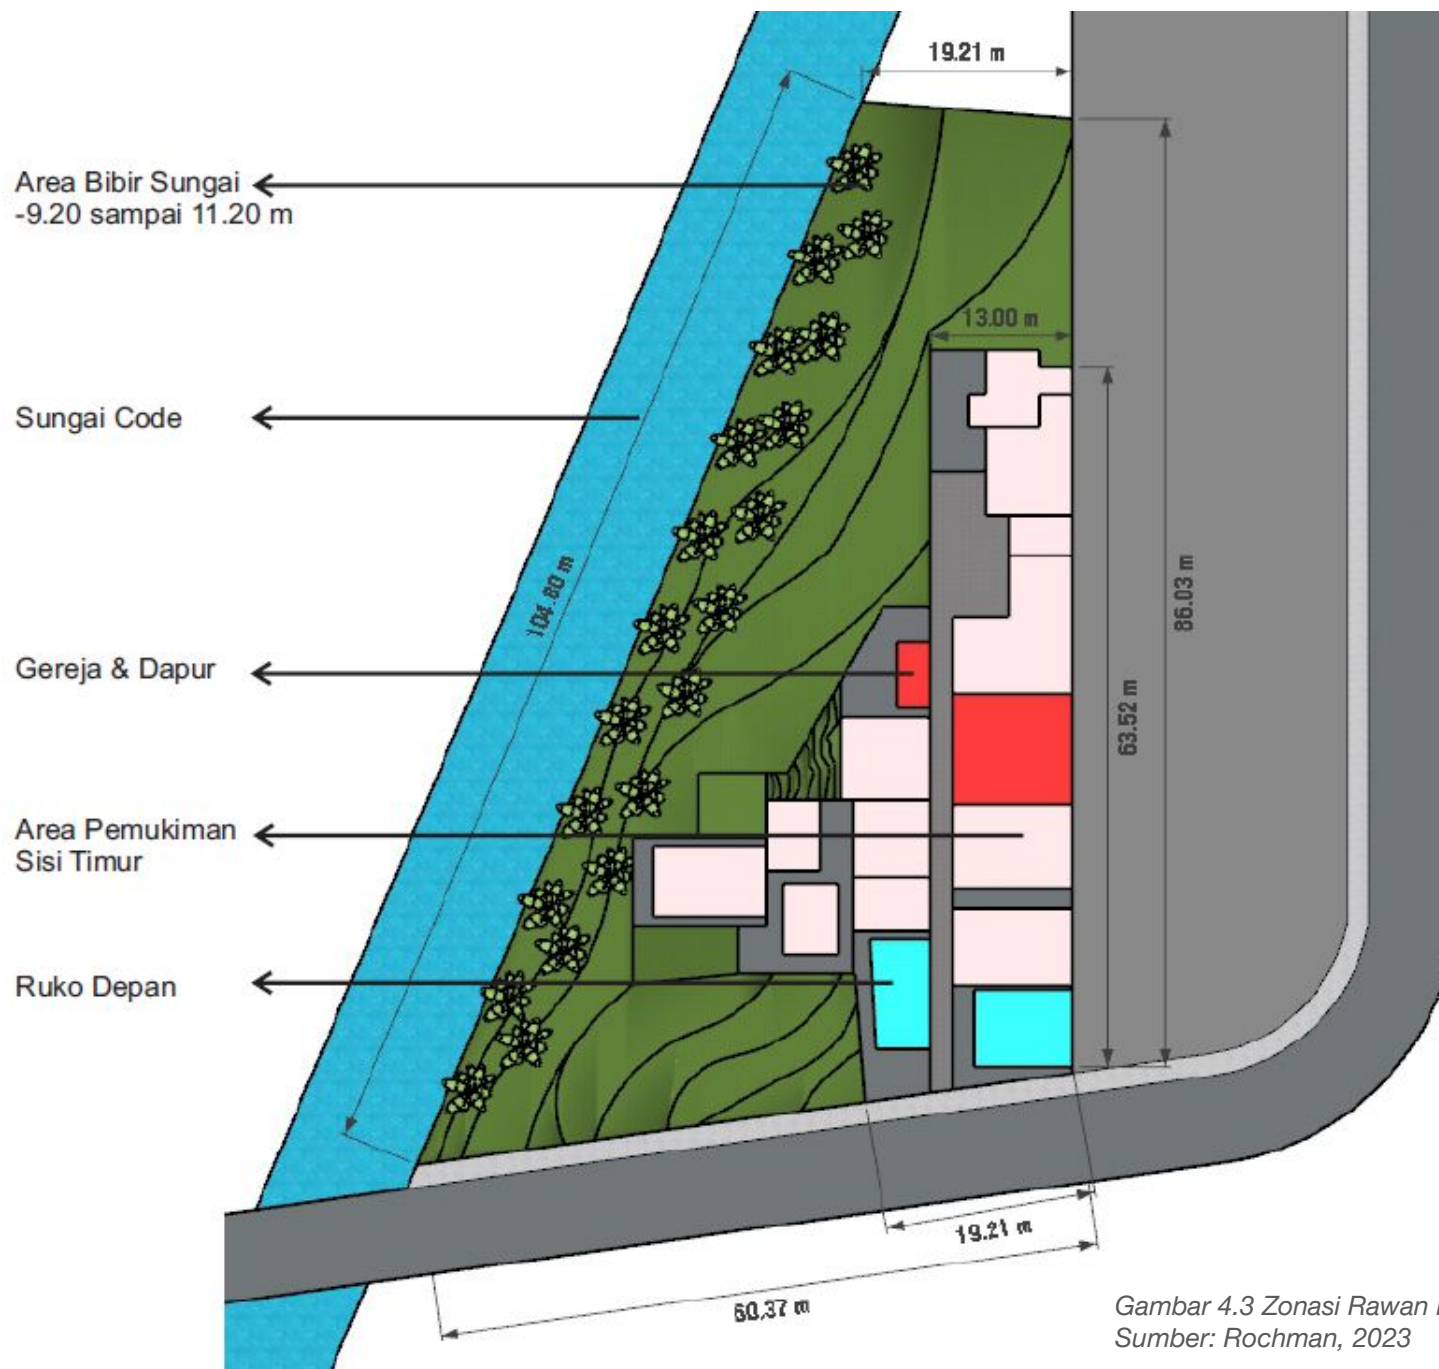 19.21 m
Area Bibir Sungai
-9.20 sampai 11.20 m
13.00 m
Sungai Code
104.80 m
86.03 m
Gereja & Dapur
63.52 m
Area Pemukiman
Sisi Timur
Ruko Depan
19.21 m
60.37 m
Gambar 4.3 Zonasi Rawan
Sumber: Rochman, 2023